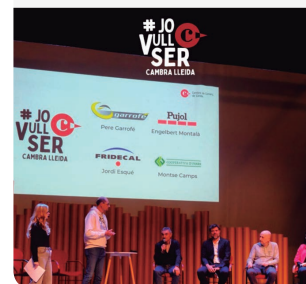 # JO
VULL
SER
CAMBRA LLEIDA
# JO
VULL
SER
CAMBRA LLEIDA
garrofé
Pere Garrofé
Pujol
Engelbert Montalà
FRIDECAL
Jordi Esqué
Montse Camps